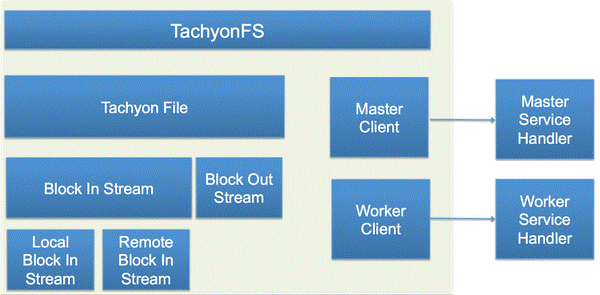 TachyonFS
Tachyon File
Master
Client
Master
Service
Handler
Block In Stream
Block Out
Stream
Worker
Client
Worker
Service
Handler
Local
Block In
Stream
Remote
Block In
Stream